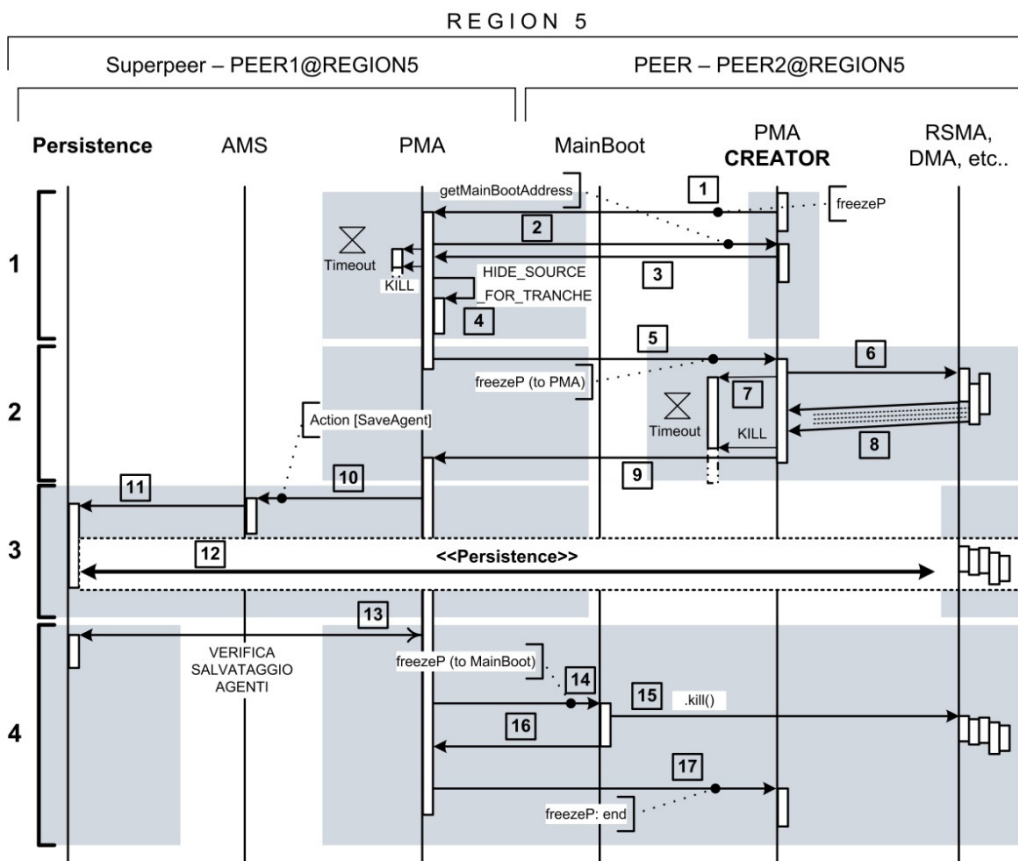 REGION 5
Superpeer – PEER1@REGION5
PEER – PEER2@REGION5
Persistence
AMS
PMA
MainBoot
PMA
CREATOR
RSMA,
DMA, etc..
1
getMainBootAddress
1
freezeP
2
Timeout
KILL
3
HIDE_SOURCE
_FOR_TRANCHE
4
2
5
6
freezeP (to PMA)
7
Timeout
KILL
8
Action [SaveAgent]
9
10
11
3
12
<<Persistence>>
13
VERIFICA
SALVATAGGIO
AGENTI
4
freezeP (to MainBoot)
14
15
.kill()
16
17
freezeP: end